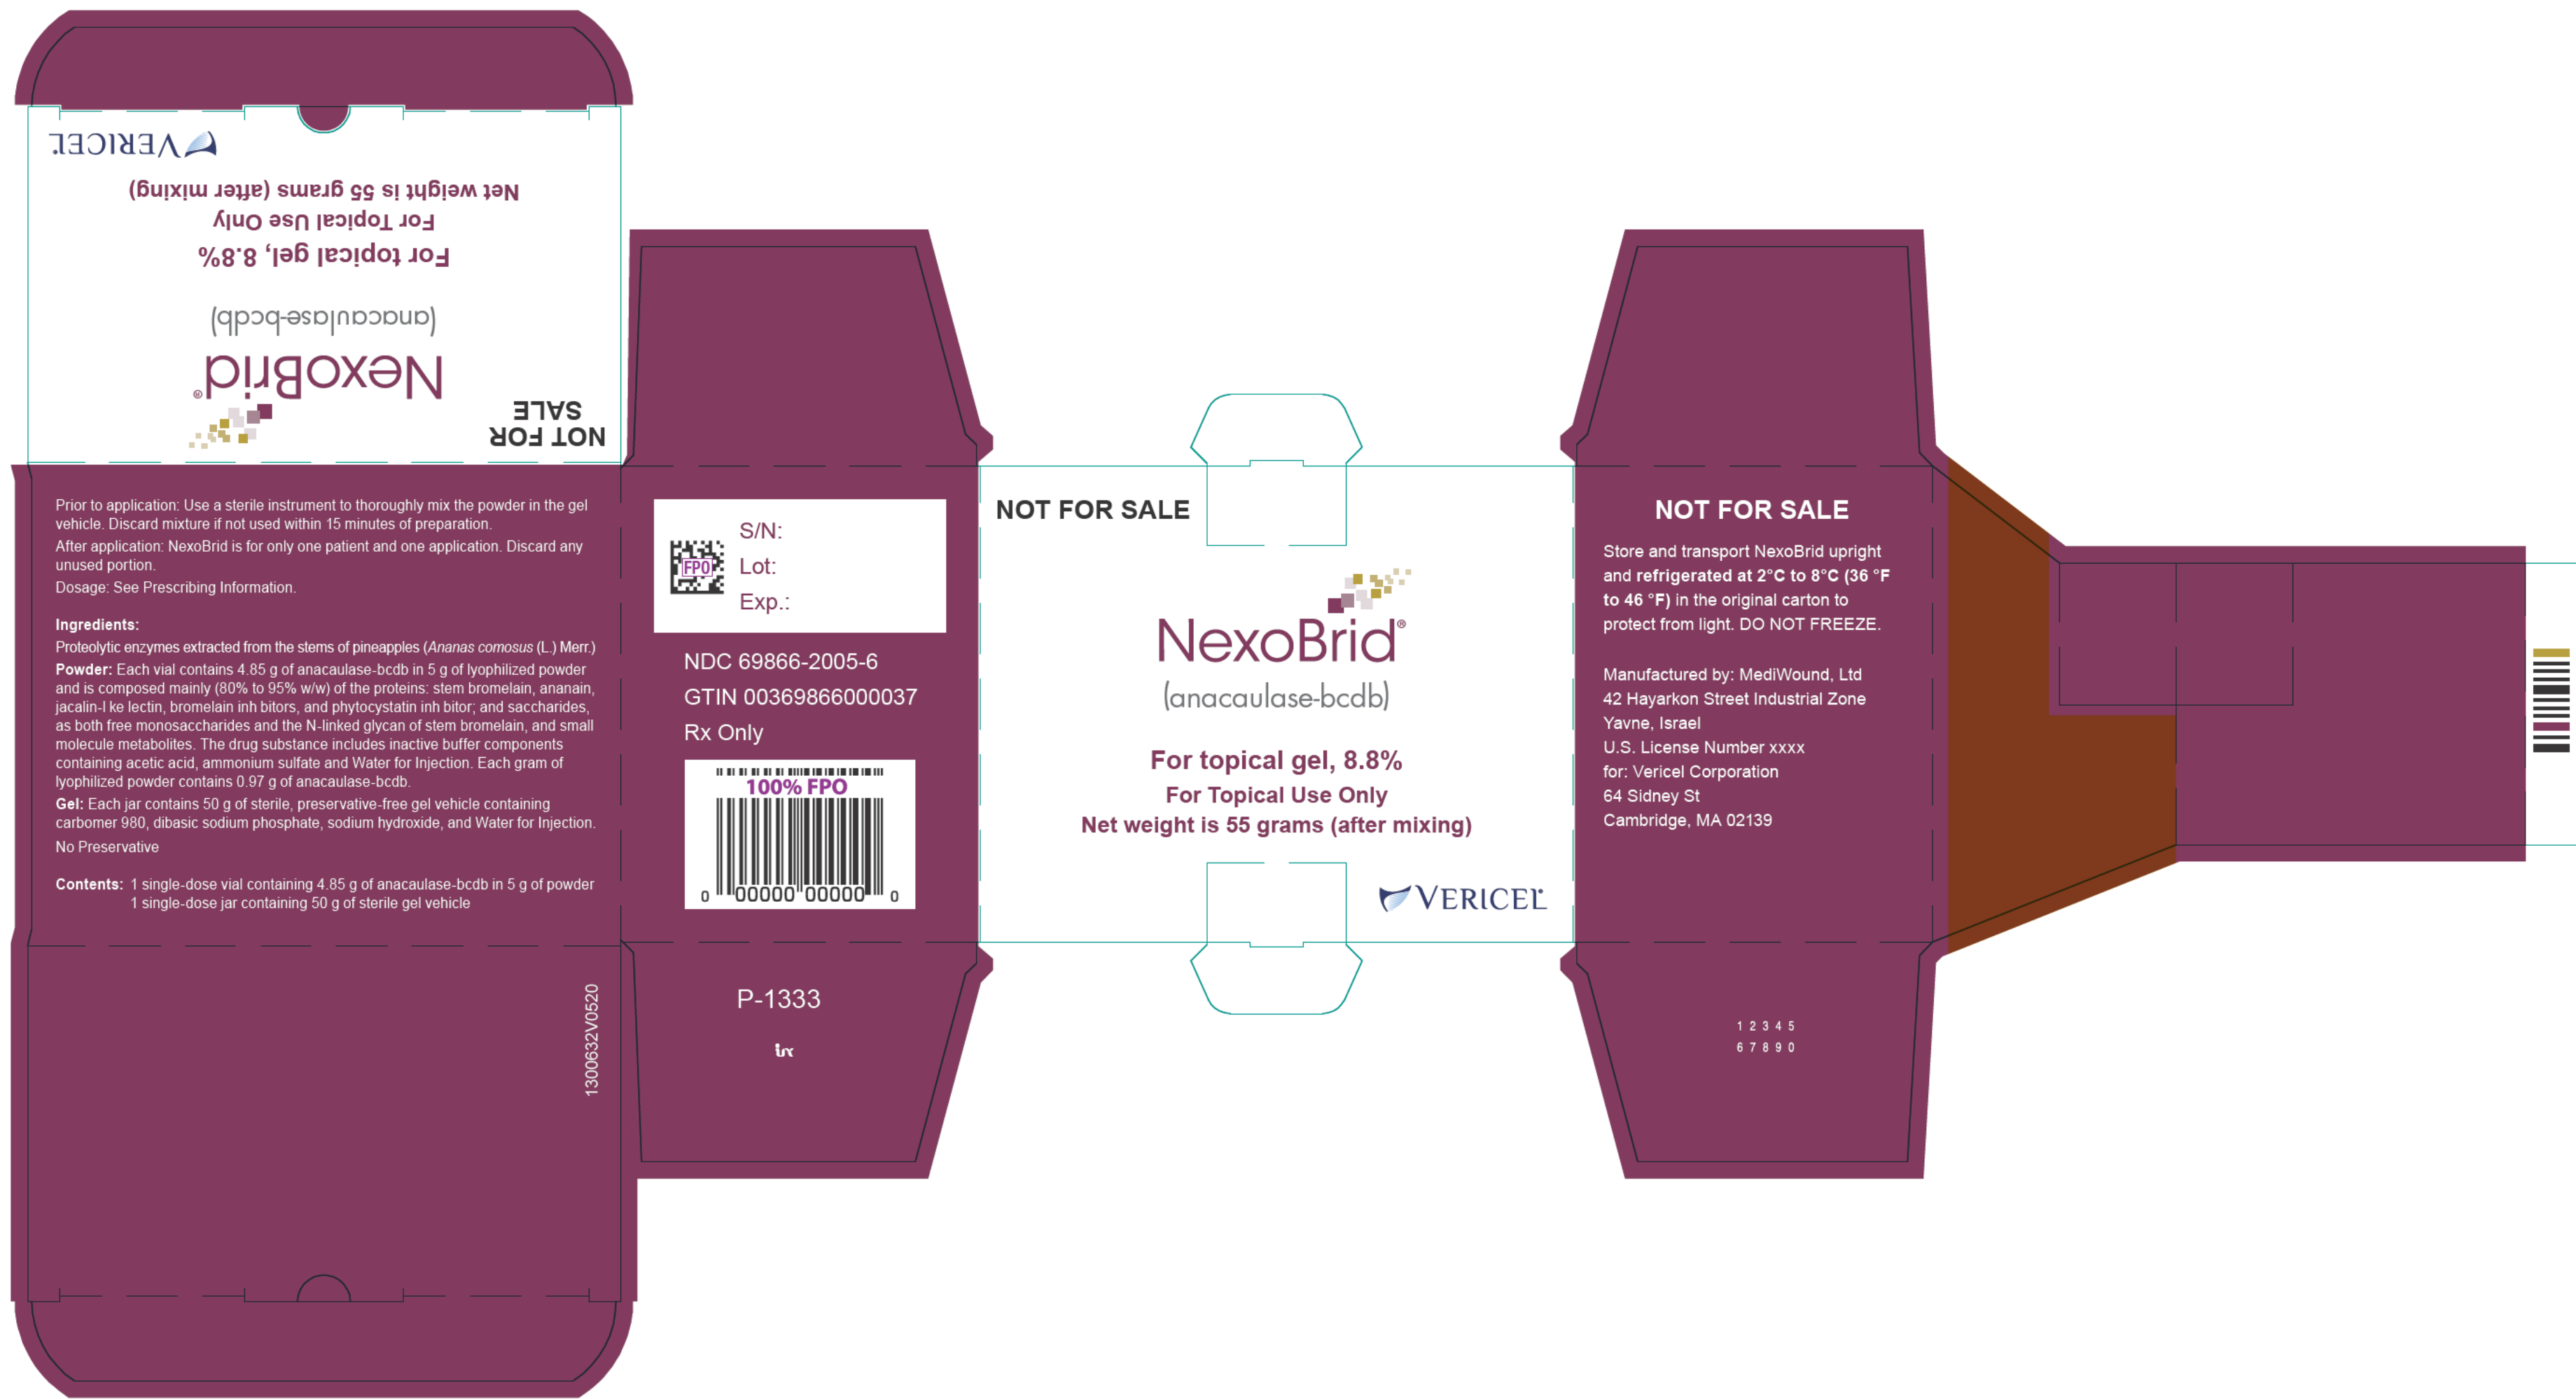 VERICEL
Net weight is 55 grams (after mixing)
For Topical Use Only
For topical gel, 8.8%
(anacaulase-bcdb)
NexoBrid®
NOT FOR
SALE
Prior to application: Use a sterile instrument to thoroughly mix the powder in the gel
vehicle. Discard mixture if not used within 15 minutes of preparation.
After application: NexoBrid is for only one patient and one application. Discard any
unused portion.
Dosage: See Prescribing Information.
Ingredients:
Proteolytic enzymes extracted from the stems of pineapples (Ananas comosus (L.) Merr.)
Powder: Each vial contains 4.85 g of anacaulase-bcdb in 5 g of lyophilized powder
and is composed mainly (80% to 95% w/w) of the proteins: stem bromelain, ananain,
jacalin-l ke lectin, bromelain inh bitors, and phytocystatin inh bitor; and saccharides,
as both free monosaccharides and the N-linked glycan of stem bromelain, and small
molecule metabolites. The drug substance includes inactive buffer components
containing acetic acid, ammonium sulfate and Water for Injection. Each gram of
lyophilized powder contains 0.97 g of anacaulase-bcdb.
Gel: Each jar contains 50 g of sterile, preservative-free gel vehicle containing
carbomer 980, dibasic sodium phosphate, sodium hydroxide, and Water for Injection.
No Preservative
Contents: 1 single-dose vial containing 4.85 g of anacaulase-bcdb in 5 g of powder
1 single-dose jar containing 50 g of sterile gel vehicle
1300632V0520
FPO
S/N:
Lot:
Exp.:
NDC 69866-2005-6
GTIN 00369866000037
Rx Only
100% FPO
0 00000 00000 0
P-1333
NOT FOR SALE
NexoBrid®
(anacaulase-bcdb)
For topical gel, 8.8%
For Topical Use Only
Net weight is 55 grams (after mixing)
VERICEL
NOT FOR SALE
Store and transport NexoBrid upright
and refrigerated at 2°C to 8°C (36 °F
to 46 °F) in the original carton to
protect from light. DO NOT FREEZE.
Manufactured by: MediWound, Ltd
42 Hayarkon Street Industrial Zone
Yavne, Israel
U.S. License Number xxxx
for: Vericel Corporation
64 Sidney St
Cambridge, MA 02139
1 2 3 4 5
6 7 8 9 0